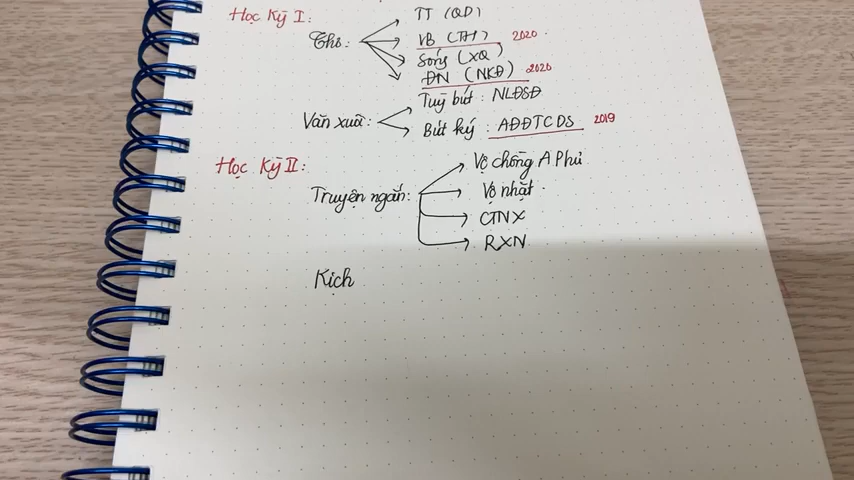 Học Kỳ I:
TT (QD)
Thơ:
VB (TH) 2020
Sóng (XQ)
ĐN (NKĐ) 2020
Tuỳ bút: NLĐSĐ
Văn xuôi:
Bút ký: AĐĐTCDS 2019
Học Kỳ II:
Vợ chồng A Phủ
Truyện ngắn:
Vợ nhặt
CTNX
RXN
Kịch